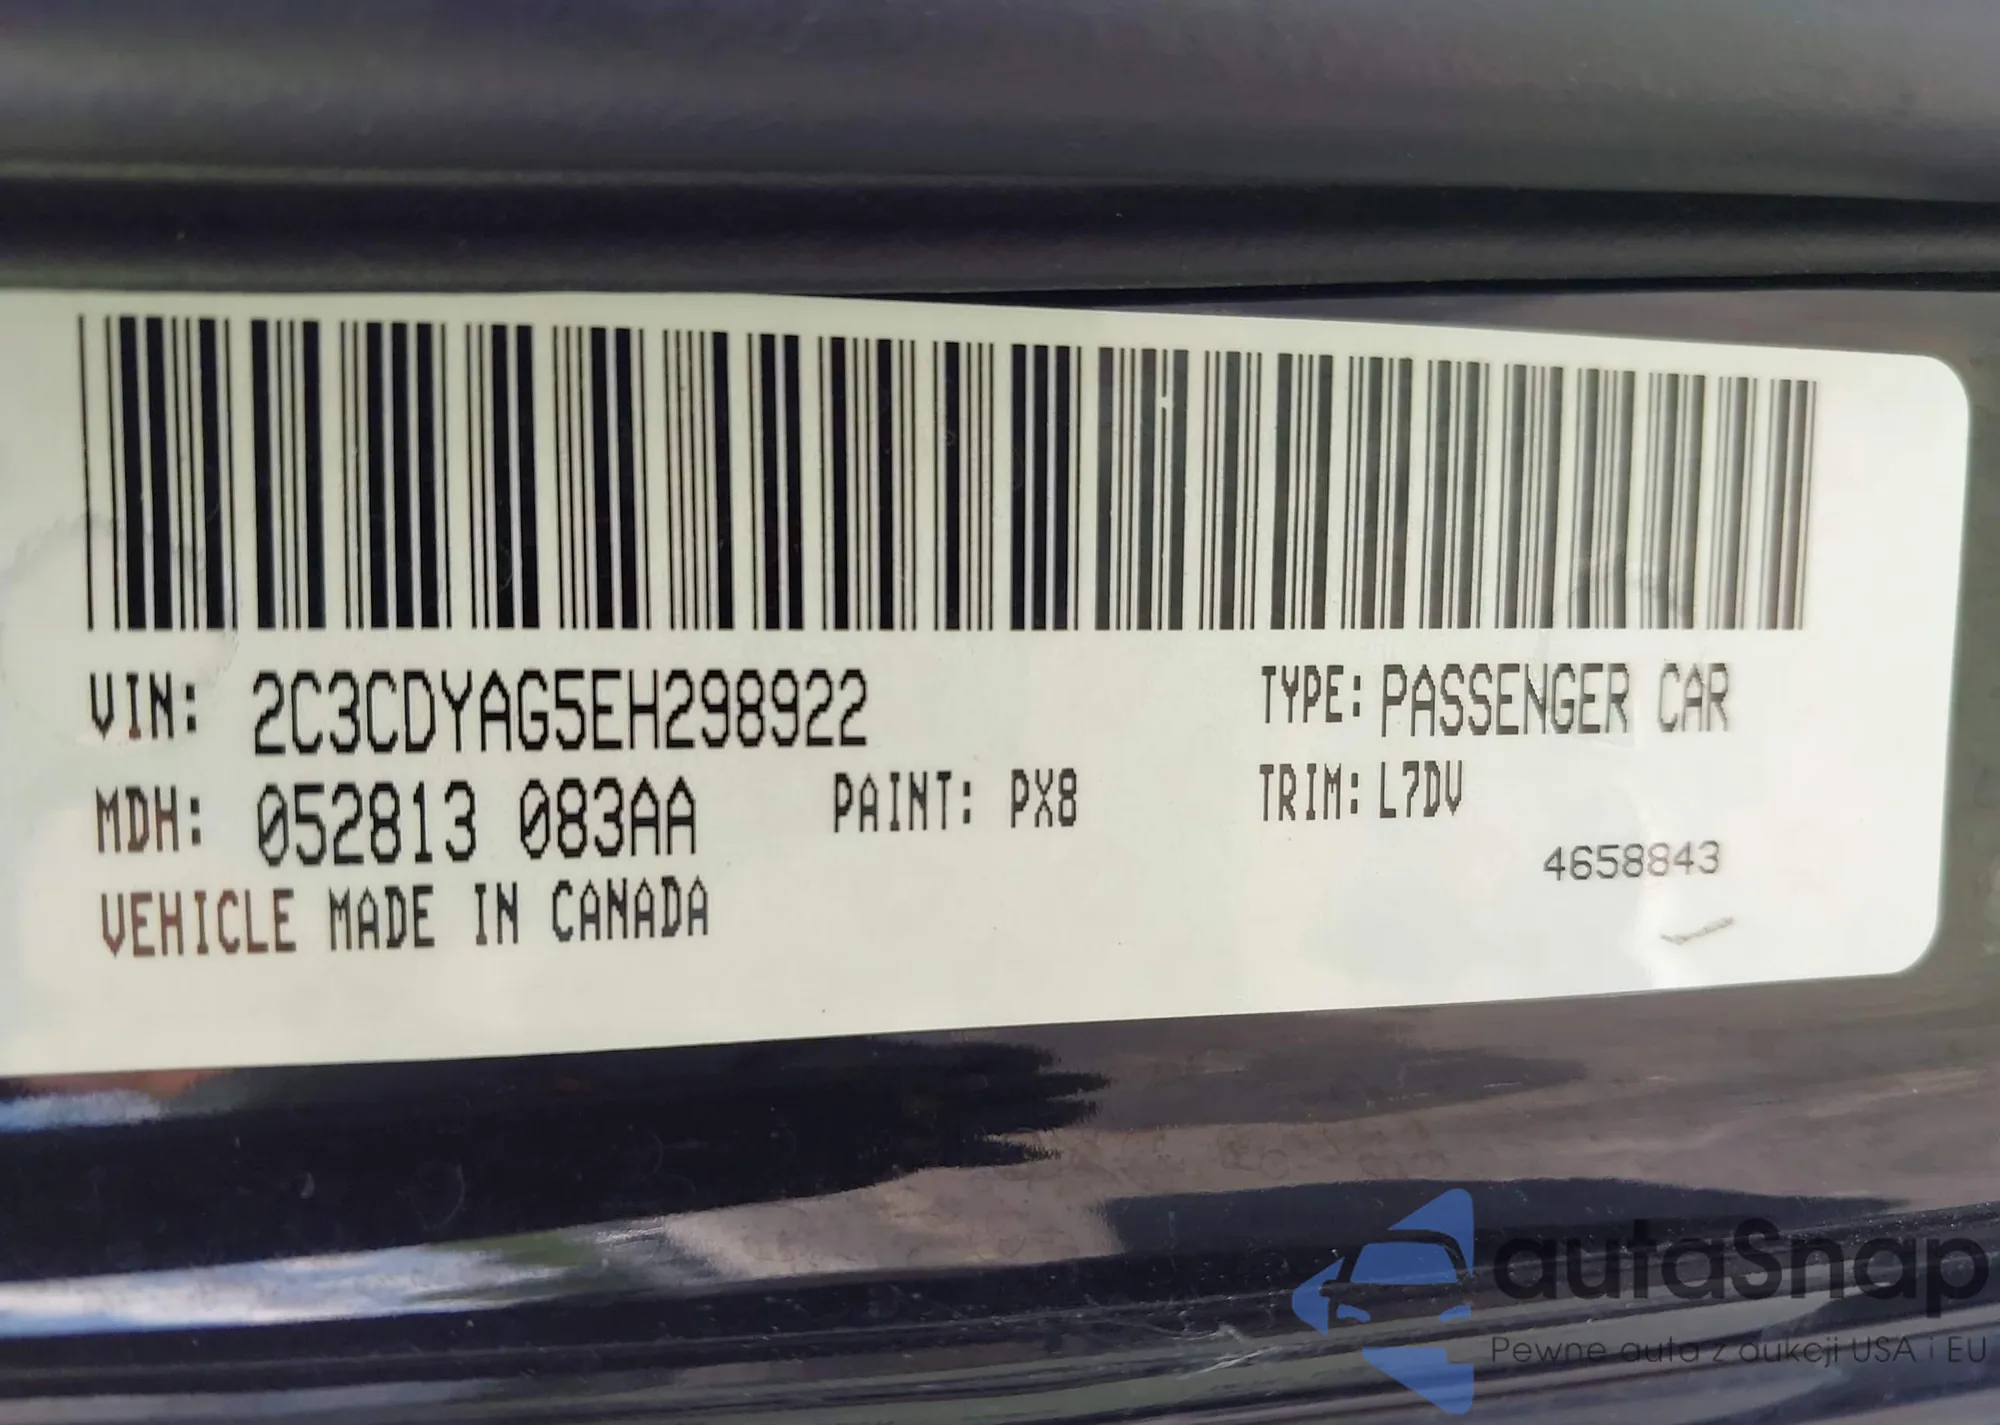 VIN: 2C3CDYAG5EH298922
TYPE: PASSENGER CAR
MDH: 052813 083AA
PAINT: PX8
TRIM: L7DV
4658843
VEHICLE MADE IN CANADA
autaSnap
Pewne auta z aukcji USA i EU